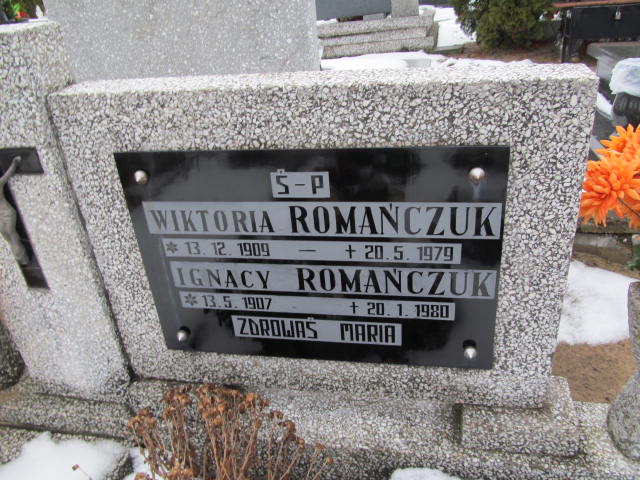 Ś-P
WIKTORIA ROMAŃCZUK
* 13.12.1909 — + 20.5.1979
IGNACY ROMAŃCZUK
* 13.5.1907 - + 20.1.1980
ZDROWAŚ MARIA